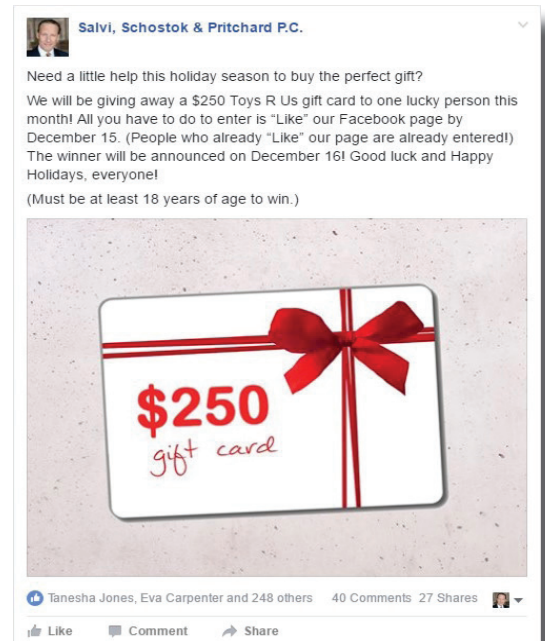 Salvi, Schostok & Pritchard P.C.
Need a little help this holiday season to buy the perfect gift?
We will be giving away a $250 Toys R Us gift card to one lucky person this
month! All you have to do to enter is “Like” our Facebook page by
December 15. (People who already “Like” our page are already entered!)
The winner will be announced on December 16! Good luck and Happy
Holidays, everyone!
(Must be at least 18 years of age to win.)
$250
gift card
Tanesha Jones, Eva Carpenter and 248 others 40 Comments 27 Shares
Like Comment Share